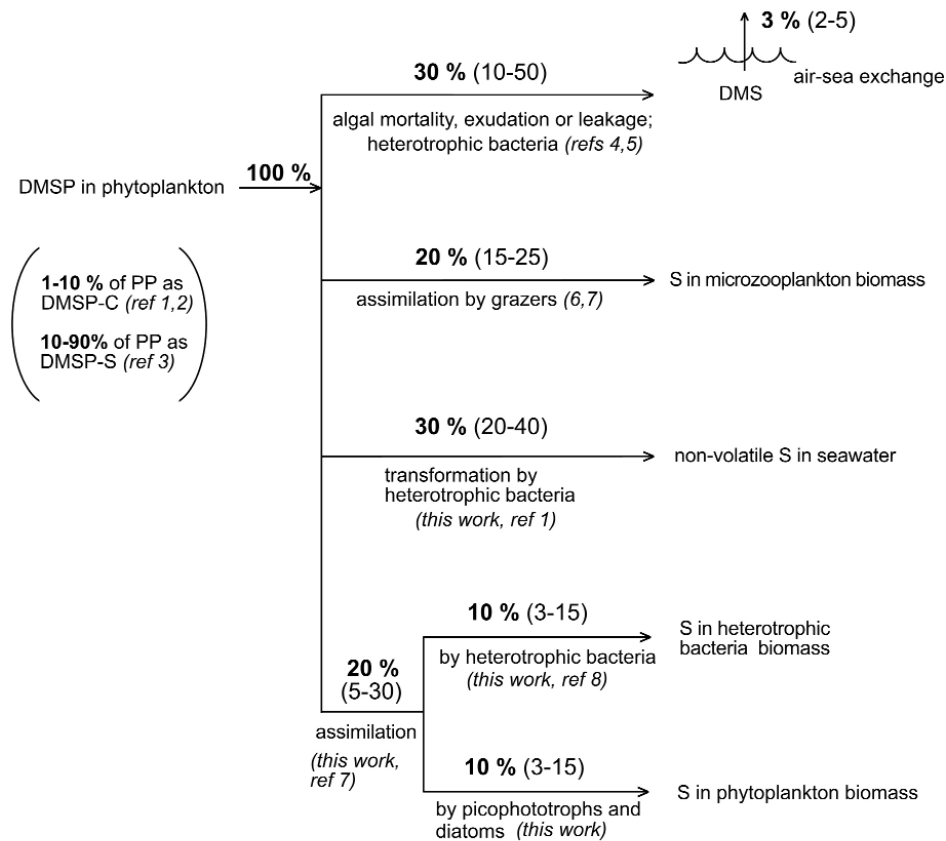 3 % (2-5)
air-sea exchange
DMS
30 % (10-50)
algal mortality, exudation or leakage;
heterotrophic bacteria (refs 4,5)
100 %
DMSP in phytoplankton
1-10 % of PP as
DMSP-C (ref 1,2)
10-90% of PP as
DMSP-S (ref 3)
20 % (15-25)
assimilation by grazers (6,7)
S in microzooplankton biomass
30 % (20-40)
transformation by
heterotrophic bacteria
(this work, ref 1)
non-volatile S in seawater
20 %
(5-30)
assimilation
(this work,
ref 7)
10 % (3-15)
by heterotrophic bacteria
(this work, ref 8)
S in heterotrophic
bacteria biomass
10 % (3-15)
by picophototrophs and
diatoms (this work)
S in phytoplankton biomass